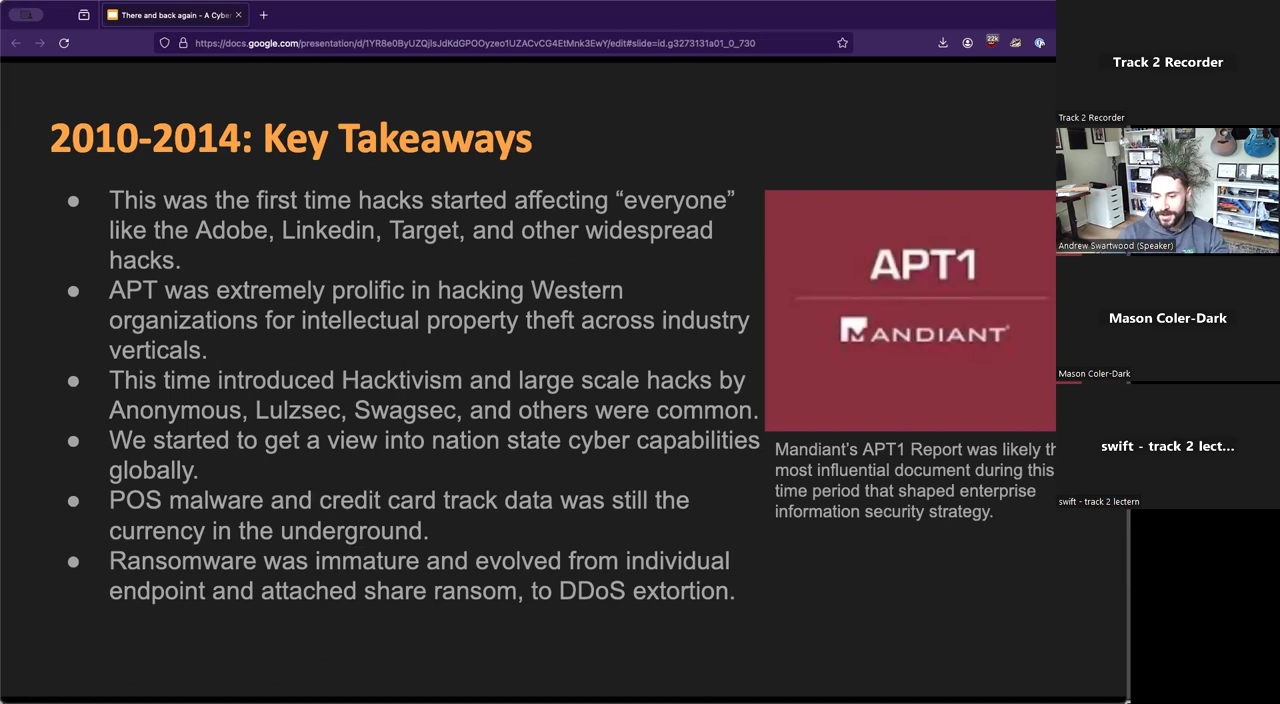 There and back again - A Cyber
https://docs.google.com/presentation/d/1YR8e0ByUZQjlsJdKdGPOOyzeo1UZACvCG4EtMnk3EwY/edit#slide=id.g3273131a01_0_730
22k
2010-2014: Key Takeaways
● This was the first time hacks started affecting “everyone”
like the Adobe, Linkedin, Target, and other widespread
hacks.
● APT was extremely prolific in hacking Western
organizations for intellectual property theft across industry
verticals.
● This time introduced Hacktivism and large scale hacks by
Anonymous, Lulzsec, Swagsec, and others were common.
● We started to get a view into nation state cyber capabilities
globally.
● POS malware and credit card track data was still the
currency in the underground.
● Ransomware was immature and evolved from individual
endpoint and attached share ransom, to DDoS extortion.
APT1
MANDIANT
Mandiant’s APT1 Report was likely th
most influential document during this
time period that shaped enterprise
information security strategy.
Track 2 Recorder
Track 2 Recorder
Andrew Swartwood (Speaker)
Mason Coler-Dark
Mason Coler-Dark
swift - track 2 lect...
swift - track 2 lectern